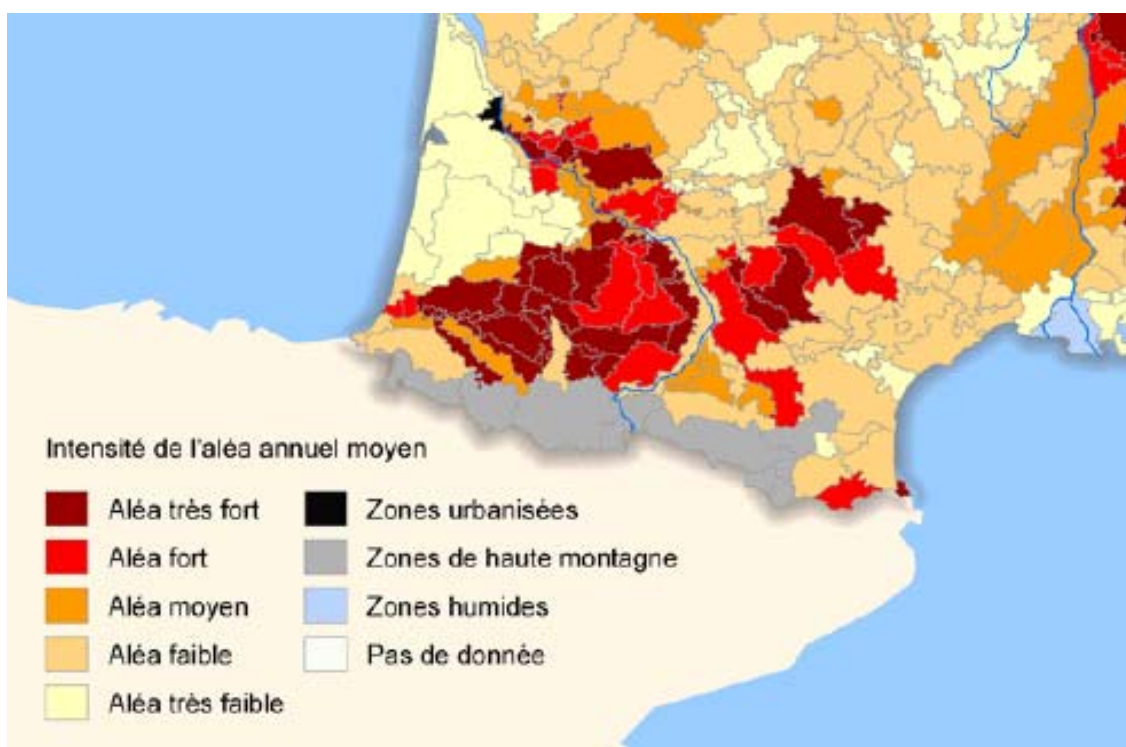 Intensité de l'aléa annuel moyen
Aléa très fort
Aléa fort
Aléa moyen
Aléa faible
Aléa très faible
Zones urbanisées
Zones de haute montagne
Zones humides
Pas de donnée